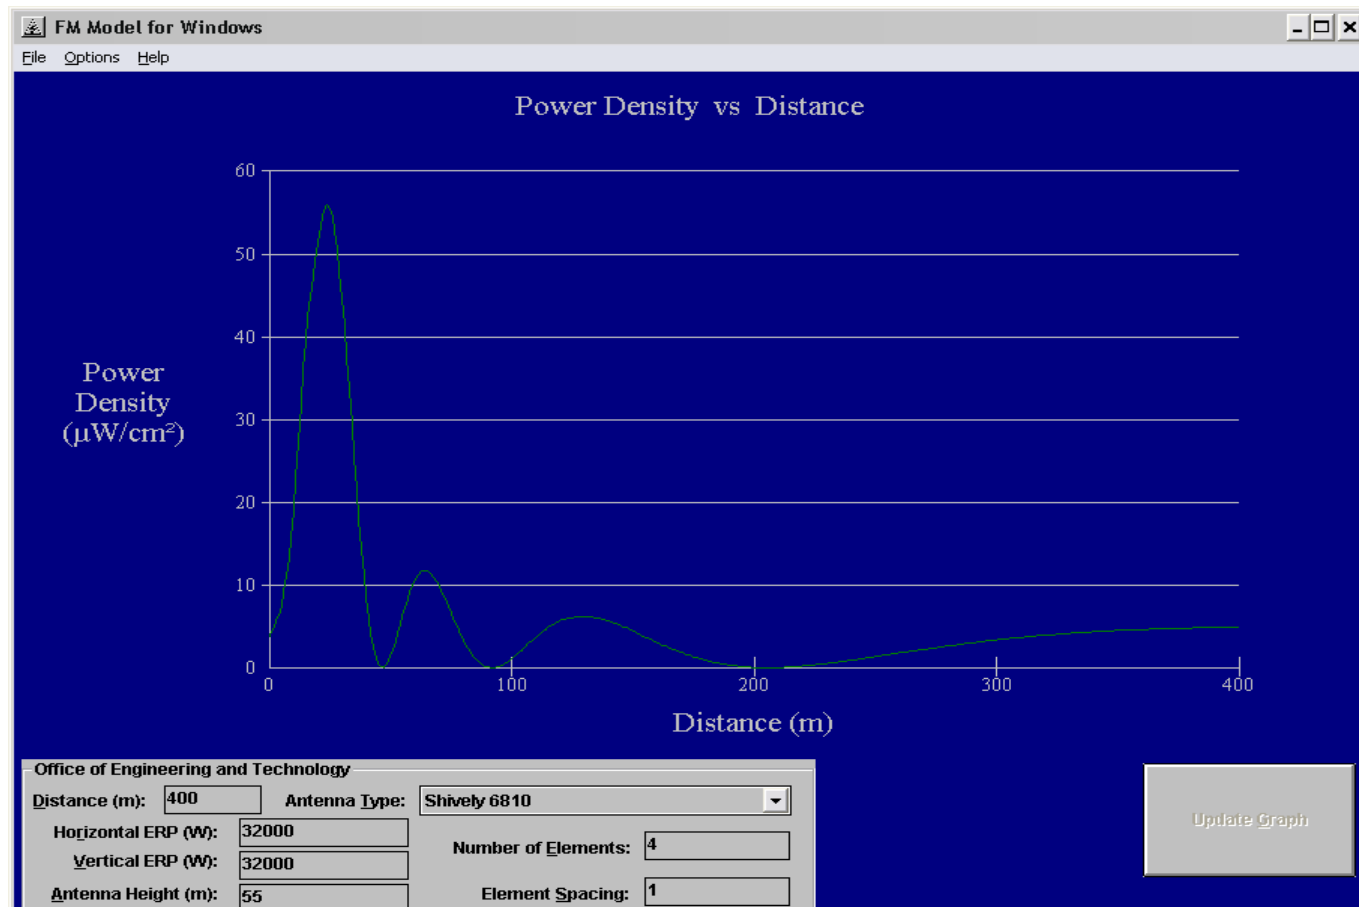 FM Model for Windows
File Options Help
Power Density vs Distance
60
50
40
30
20
10
0
Power
Density
(µW/cm²)
0 100 200 300 400
Distance (m)
Office of Engineering and Technology
Distance (m): 400 Antenna Type: Shively 6810
Horizontal ERP (W): 32000
Vertical ERP (W): 32000
Number of Elements: 4
Antenna Height (m): 55
Element Spacing: 1
Update Graph